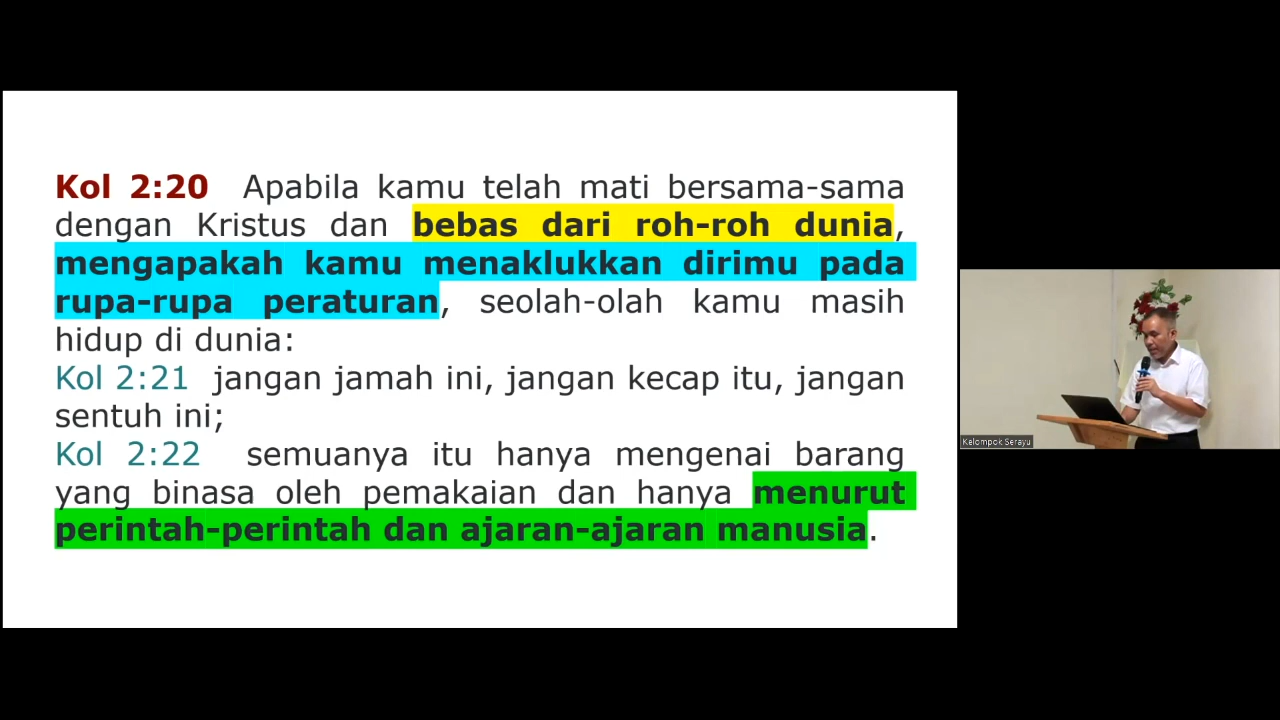 Kol 2:20 Apabila kamu telah mati bersama-sama
dengan Kristus dan bebas dari roh-roh dunia,
mengapakah kamu menaklukkan dirimu pada
rupa-rupa peraturan, seolah-olah kamu masih
hidup di dunia:
Kol 2:21 jangan jamah ini, jangan kecap itu, jangan
sentuh ini;
Kol 2:22 semuanya itu hanya mengenai barang
yang binasa oleh pemakaian dan hanya menurut
perintah-perintah dan ajaran-ajaran manusia.
Kelompok Serayu